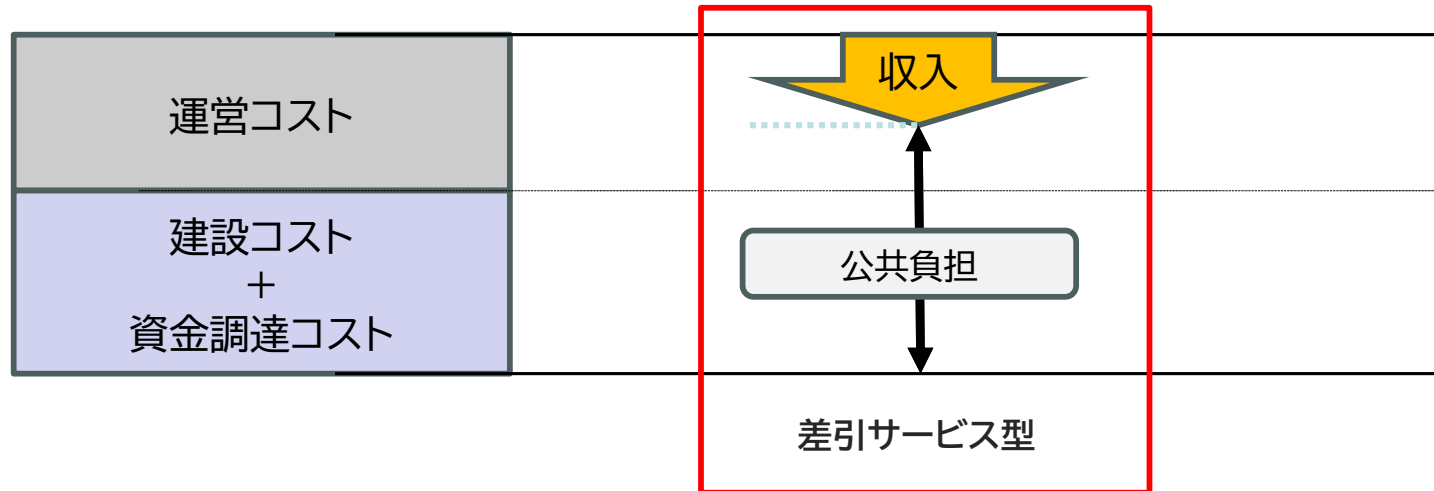 運営コスト
建設コスト
+
資金調達コスト
収入
公共負担
差引サービス型